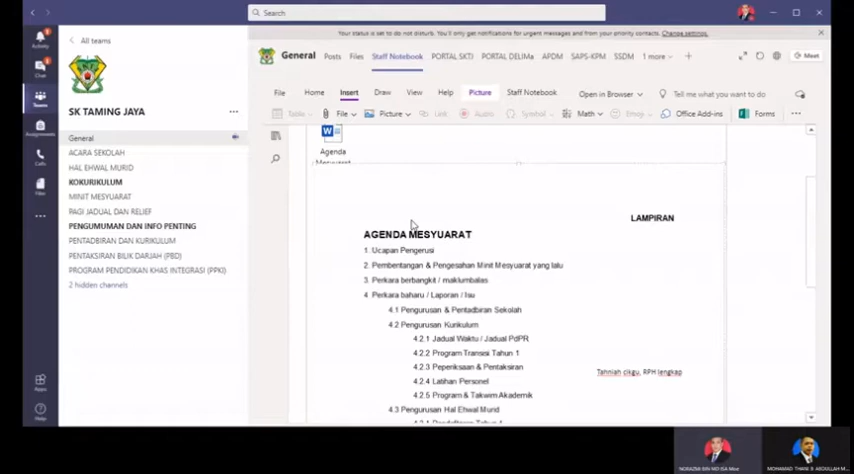 Search
Your status is set to do not disturb. You'll only get notifications for urgent messages and from your priority contacts. Change settings.
Activity
Chat
Teams
Assignments
Calls
Files
Apps
Help
All teams
SK TAMING JAYA
General
ACARA SEKOLAH
HAL EHWAL MURID
KOKURIKULUM
MINIT MESYUARAT
PAGI JADUAL DAN RELIEF
PENGUMUMAN DAN INFO PENTING
PENTADBIRAN DAN KURIKULUM
PENTAKSIRAN BILIK DARJAH (PBD)
PROGRAM PENDIDIKAN KHAS INTEGRASI (PPKI)
2 hidden channels
General Posts Files Staff Notebook PORTAL SKTJ PORTAL DELIMa APDM SAPS-KPM SSDM 1 more Meet
File Home Insert Draw View Help Picture Staff Notebook Open in Browser Tell me what you want to do
Table File Picture Link Audio Symbol Math Emoji Office Add-ins Forms
Agenda
Mesyuarat
LAMPIRAN
AGENDA MESYUARAT
1. Ucapan Pengerusi
2. Pembentangan & Pengesahan Minit Mesyuarat yang lalu
3. Perkara berbangkit / maklumbalas
4 Perkara baharu / Laporan / Isu
4.1 Pengurusan & Pentadbiran Sekolah
4.2 Pengurusan Kurikulum
4.2.1 Jadual Waktu / Jadual PdPR
4.2.2 Program Transisi Tahun 1
4.2.3 Peperiksaan & Pentaksiran
Tahniah cikgu, RPH lengkap
4.2.4 Latihan Personel
4.2.5 Program & Takwim Akademik
4.3 Pengurusan Hal Ehwal Murid